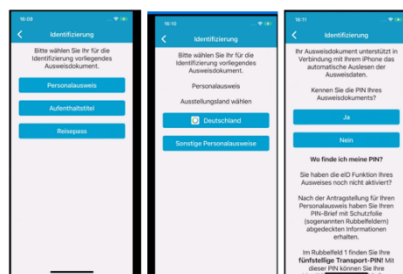 16:09
Identifizierung
Bitte wählen Sie Ihr für die
Identifizierung vorliegendes
Ausweisdokument.
Personalausweis
Aufenthaltstitel
Reisepass
16:10
Identifizierung
Bitte wählen Sie Ihr für die
Identifizierung vorliegendes
Ausweisdokument.
Personalausweis
Ausstellungsland wählen
Deutschland
Sonstige Personalausweise
16:11
Identifizierung
Ihr Ausweisdokument unterstützt in
Verbindung mit Ihrem iPhone das
automatische Auslesen der
Ausweisdaten.
Kennen Sie die PIN Ihres
Ausweisdokuments?
Ja
Nein
Wo finde ich meine PIN?
Sie haben die eID Funktion Ihres
Ausweises noch nicht aktiviert?
Nach der Antragstellung für Ihren
Personalausweis haben Sie Ihren
PIN-Brief mit Schutzfolie
(sogenannten Rubbelfeldern)
abgedeckten Informationen
erhalten.
Im Rubbelfeld 1 finden Sie Ihre
fünfstellige Transport-PIN! Mit
dieser PIN können Sie Ihre